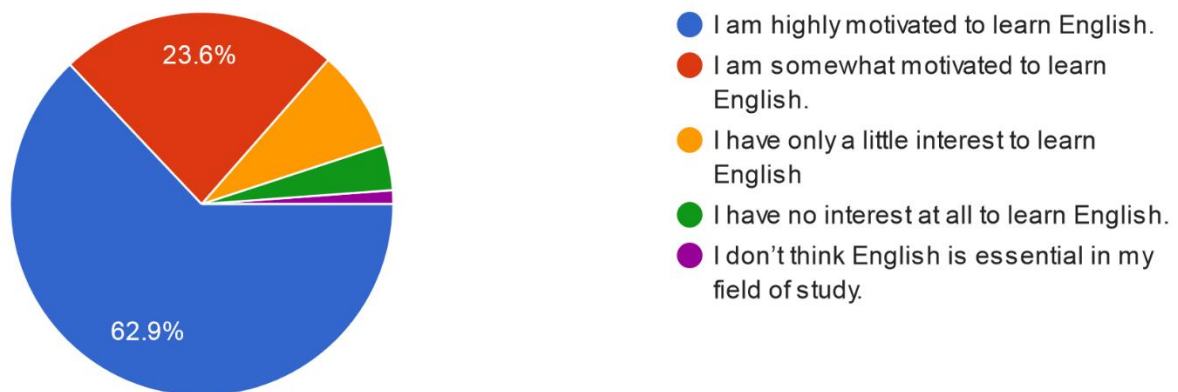 23.6%
62.9%
I am highly motivated to learn English.
I am somewhat motivated to learn
English.
I have only a little interest to learn
English
I have no interest at all to learn English.
I don’t think English is essential in my
field of study.